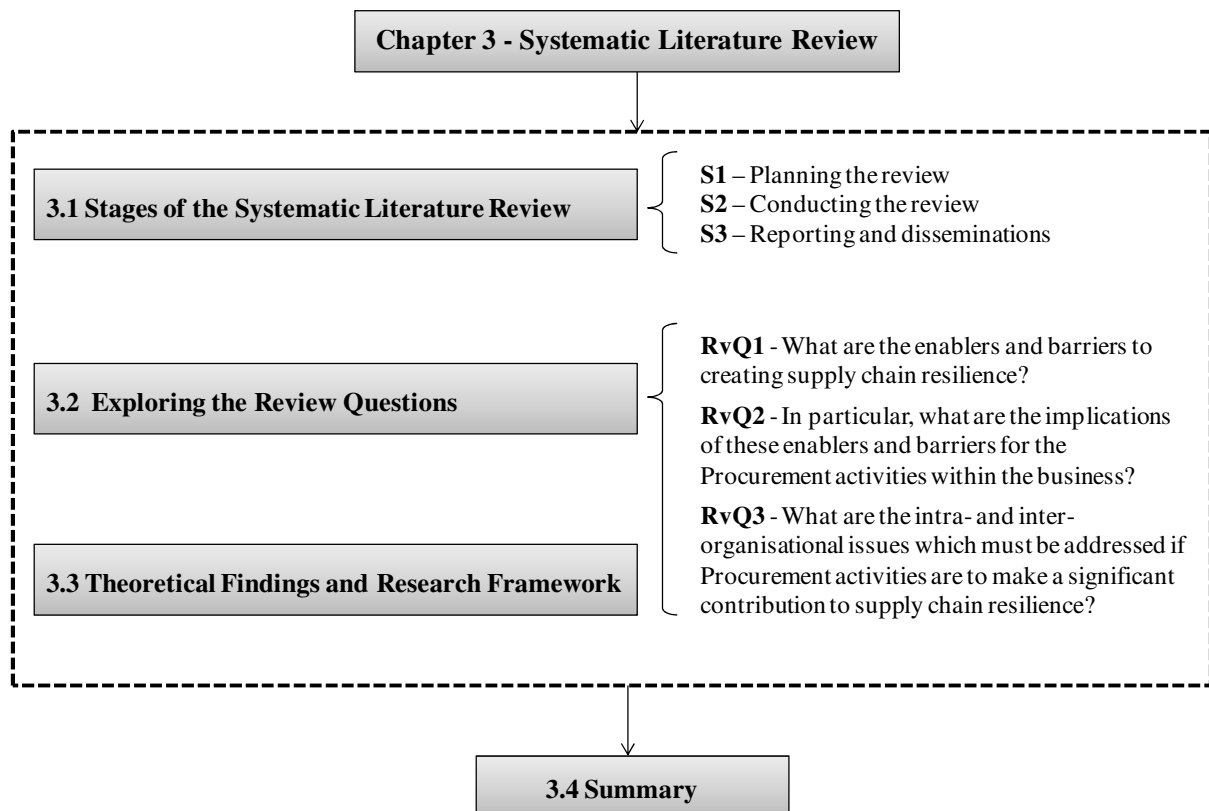 Chapter 3 - Systematic Literature Review
3.1 Stages of the Systematic Literature Review
S1 – Planning the review
S2 – Conducting the review
S3 – Reporting and disseminations
3.2 Exploring the Review Questions
RvQ1 - What are the enablers and barriers to
creating supply chain resilience?
RvQ2 - In particular, what are the implications
of these enablers and barriers for the
Procurement activities within the business?
RvQ3 - What are the intra- and inter-
organisational issues which must be addressed if
Procurement activities are to make a significant
contribution to supply chain resilience?
3.3 Theoretical Findings and Research Framework
3.4 Summary